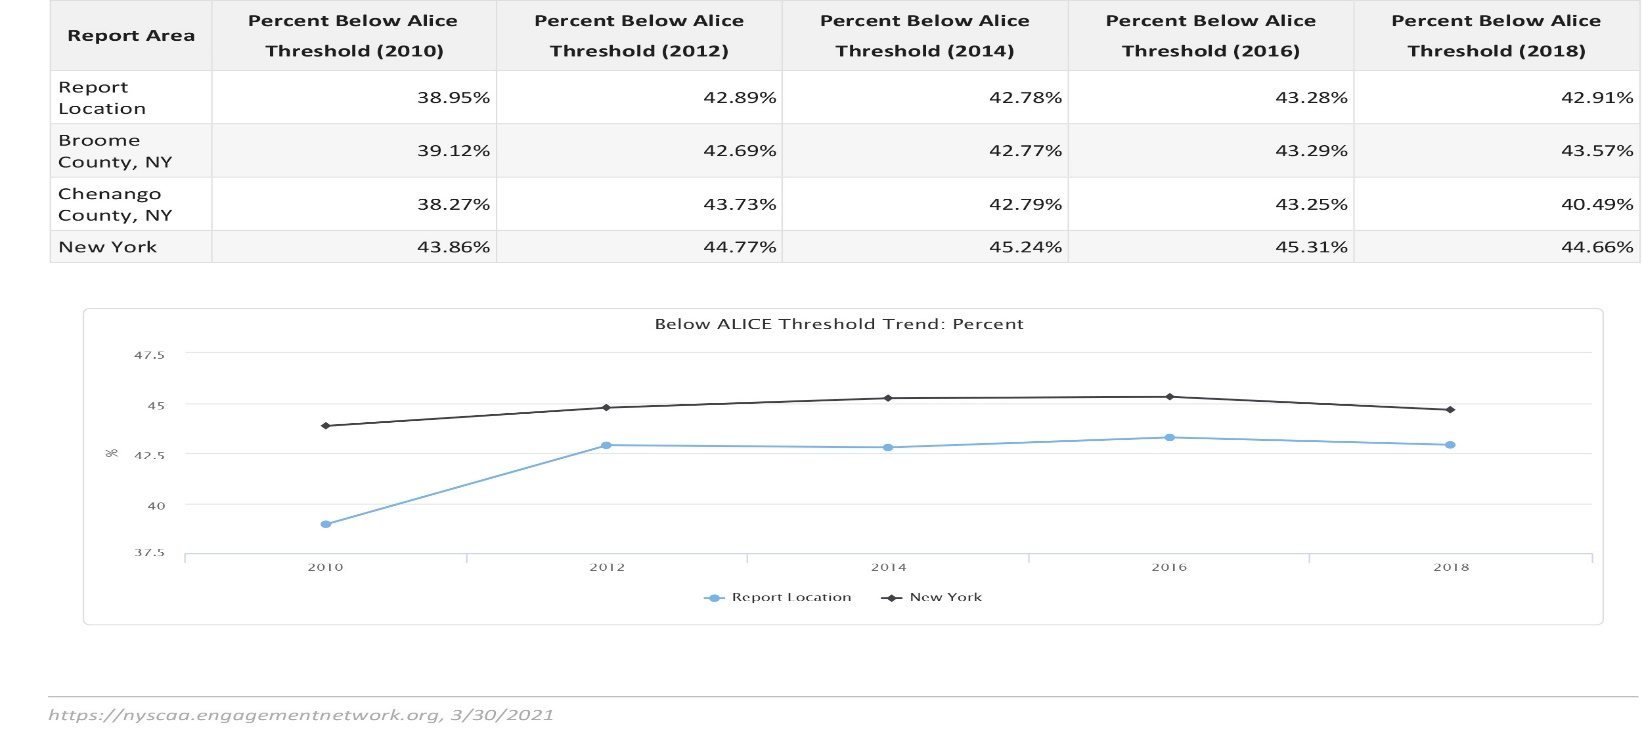 Report Area
Percent Below Alice
Threshold (2010)
Percent Below Alice
Threshold (2012)
Percent Below Alice
Threshold (2014)
Percent Below Alice
Threshold (2016)
Percent Below Alice
Threshold (2018)
Report
Location
38.95%
42.89%
42.78%
43.28%
42.91%
Broome
County, NY
39.12%
42.69%
42.77%
43.29%
43.57%
Chenango
County, NY
38.27%
43.73%
42.79%
43.25%
40.49%
New York
43.86%
44.77%
45.24%
45.31%
44.66%
Below ALICE Threshold Trend: Percent
47.5
45
%
42.5
40
37.5
2010
2012
2014
2016
2018
Report Location
New York
https://nyscaa.engagementnetwork.org, 3/30/2021